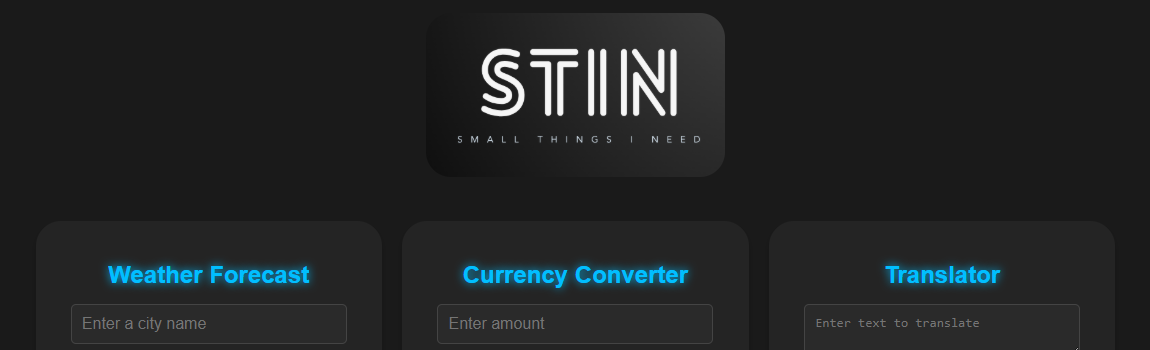 STIN
SMALL THINGS I NEED
Weather Forecast
Currency Converter
Translator
Enter a city name
Enter amount
Enter text to translate